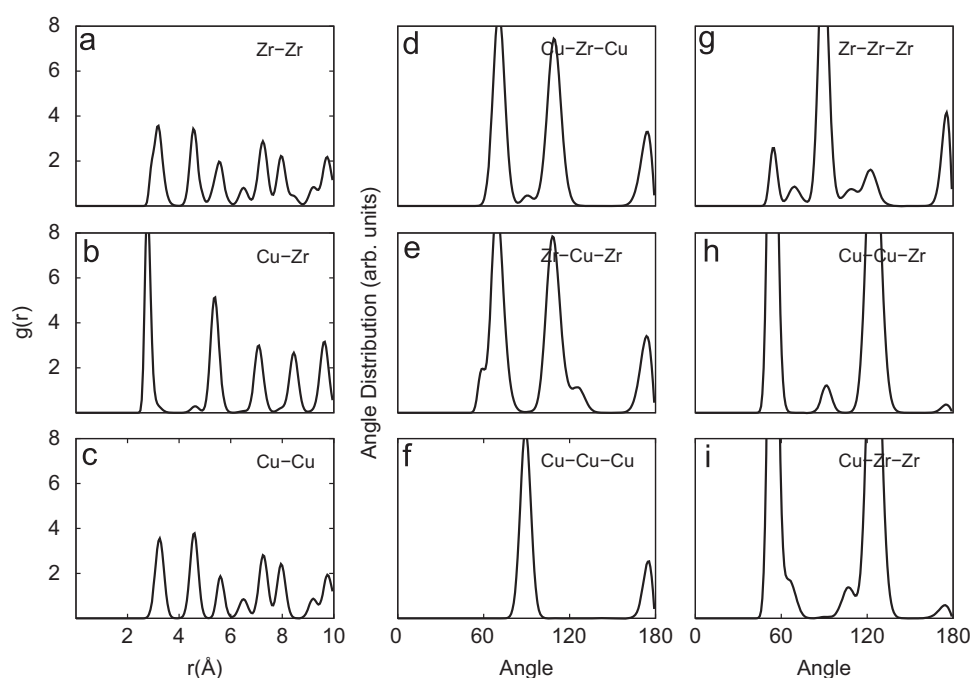 a
Zr−Zr
8
6
4
2
b
Cu−Zr
8
6
4
2
c
Cu−Cu
8
6
4
2
g(r)
2 4 6 8 10
r(Å)
d
Cu−Zr−Cu
e
Zr−Cu−Zr
f
Cu−Cu−Cu
Angle Distribution (arb. units)
0 60 120 180
Angle
g
Zr−Zr−Zr
h
Cu−Cu−Zr
i
Cu−Zr−Zr
0 60 120 180
Angle